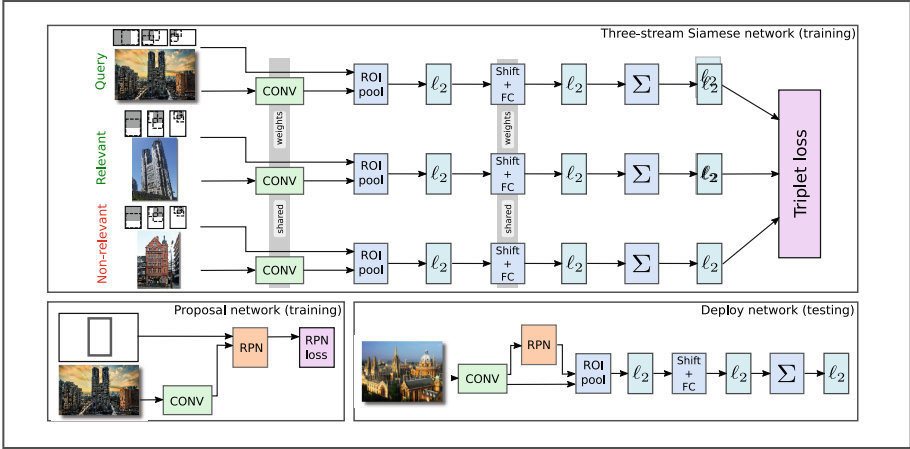 Three-stream Siamese network (training)
Query
CONV
ROI
pool
ℓ2
Shift
+
FC
ℓ2
Σ
ℓ2
weights
weights
Relevant
CONV
ROI
pool
ℓ2
Shift
+
FC
ℓ2
Σ
ℓ2
Triplet loss
shared
shared
Non-relevant
CONV
ROI
pool
ℓ2
Shift
+
FC
ℓ2
Σ
ℓ2
Proposal network (training)
RPN
RPN
loss
CONV
Deploy network (testing)
RPN
CONV
ROI
pool
ℓ2
Shift
+
FC
ℓ2
Σ
ℓ2